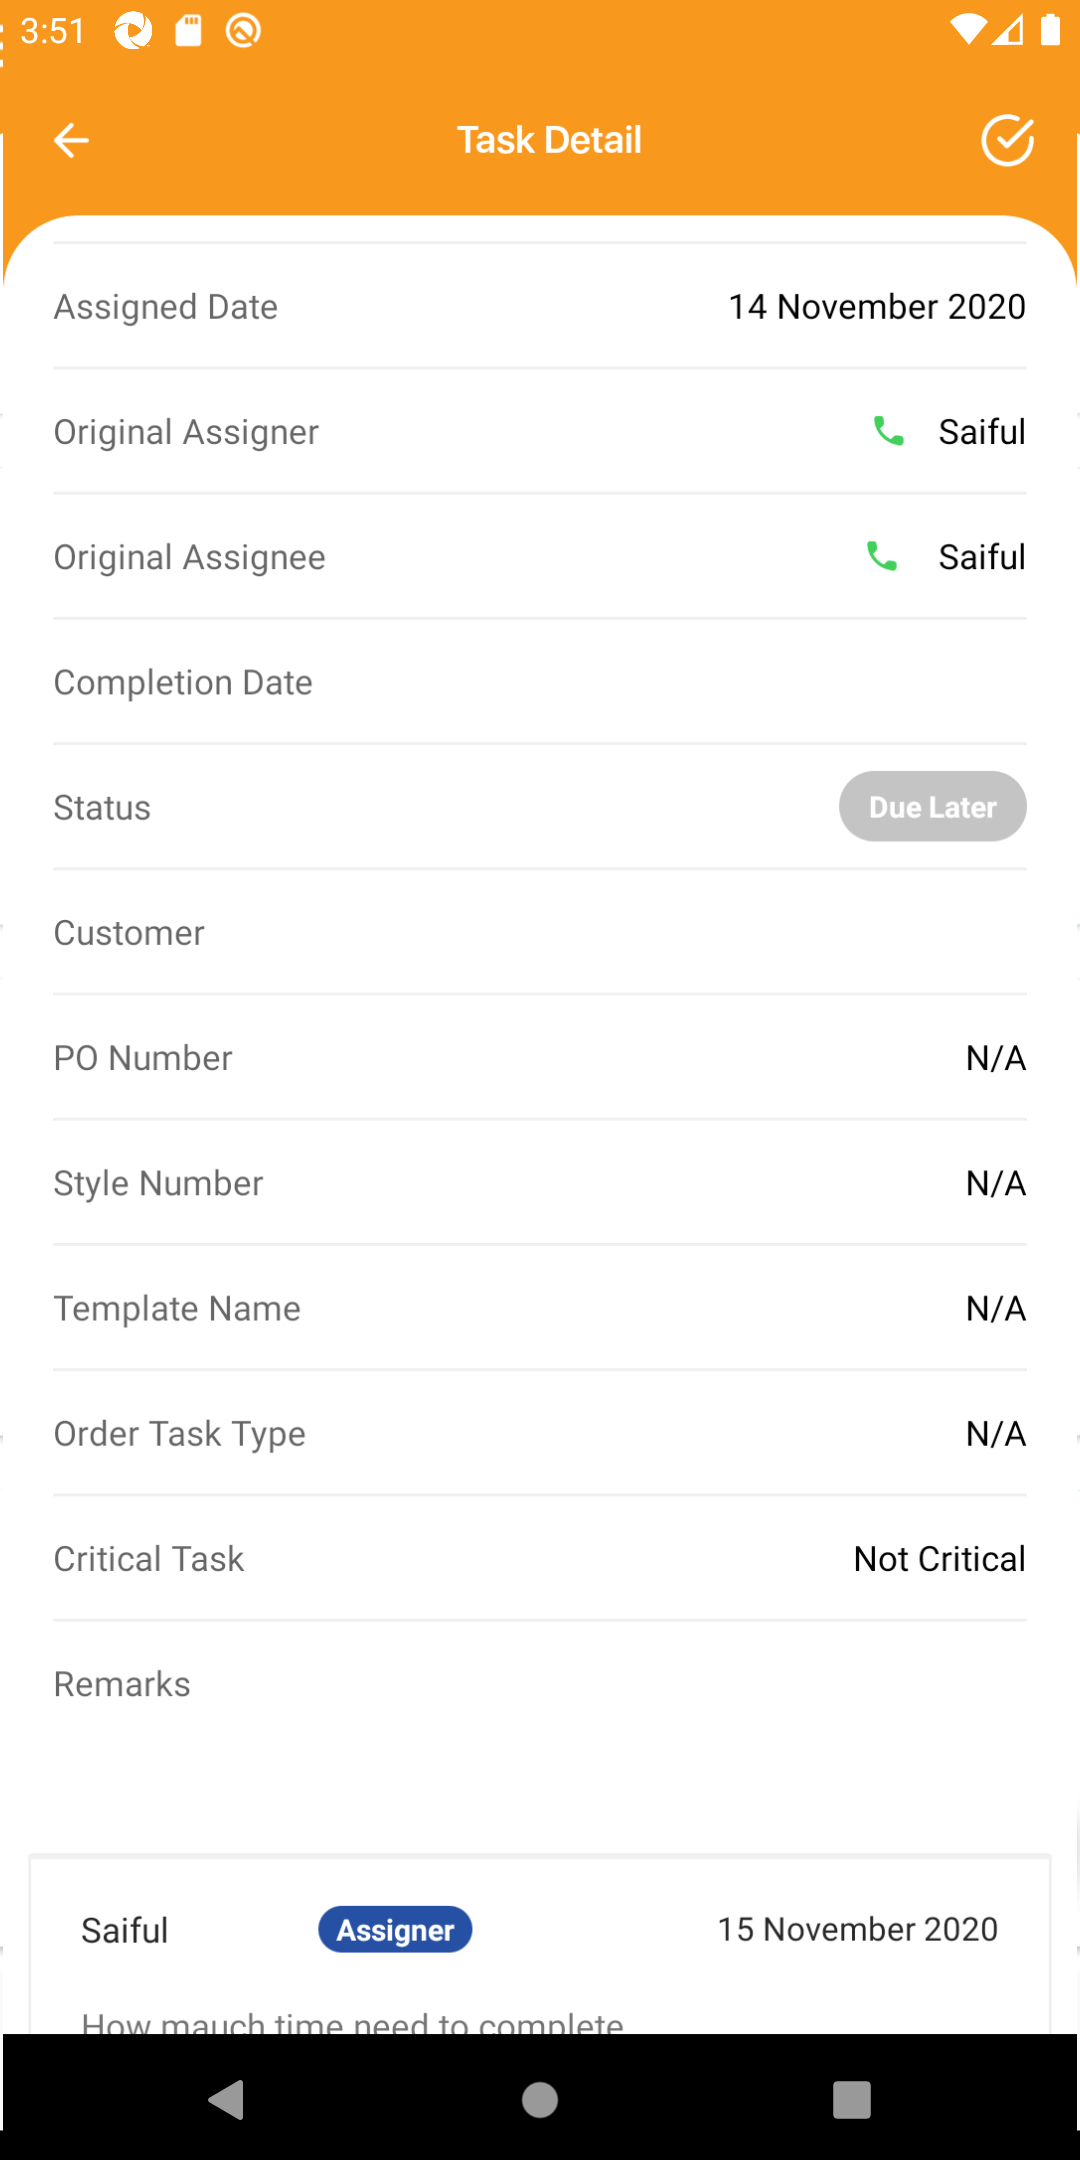 3:51
Task Detail
Assigned Date 14 November 2020
Original Assigner Saiful
Original Assignee Saiful
Completion Date
Status Due Later
Customer
PO Number N/A
Style Number N/A
Template Name N/A
Order Task Type N/A
Critical Task Not Critical
Remarks
Saiful Assigner 15 November 2020
How mauch time need to complete